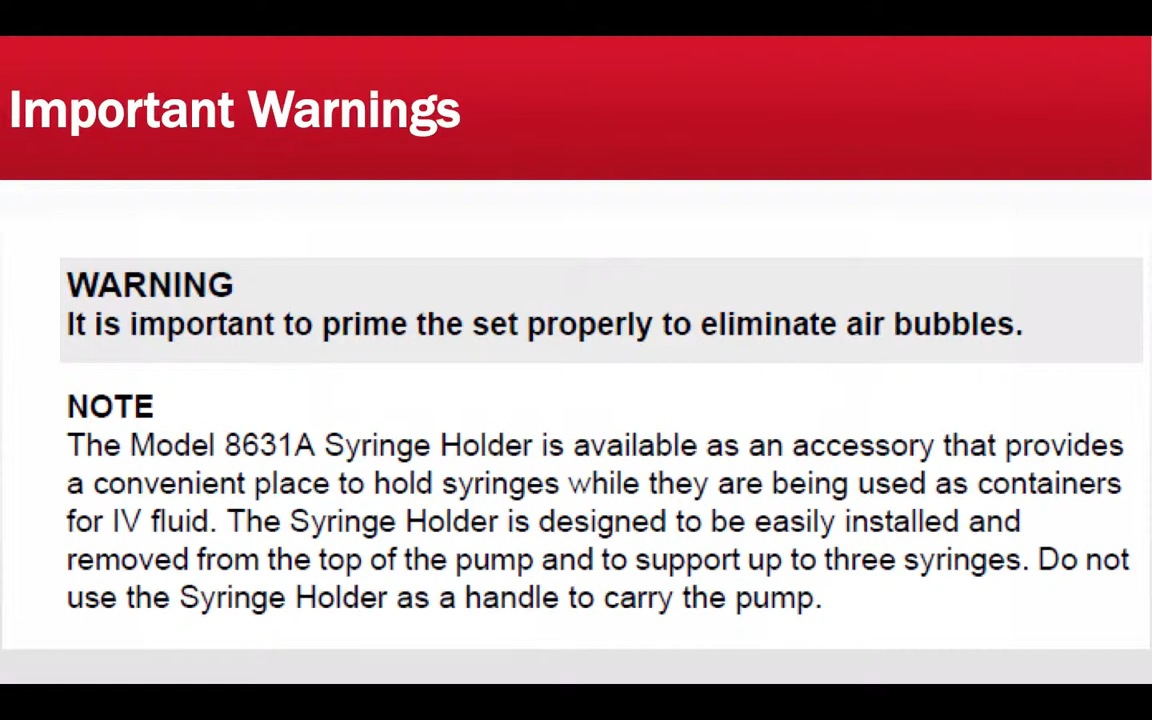 Important Warnings
WARNING
It is important to prime the set properly to eliminate air bubbles.
NOTE
The Model 8631A Syringe Holder is available as an accessory that provides
a convenient place to hold syringes while they are being used as containers
for IV fluid. The Syringe Holder is designed to be easily installed and
removed from the top of the pump and to support up to three syringes. Do not
use the Syringe Holder as a handle to carry the pump.